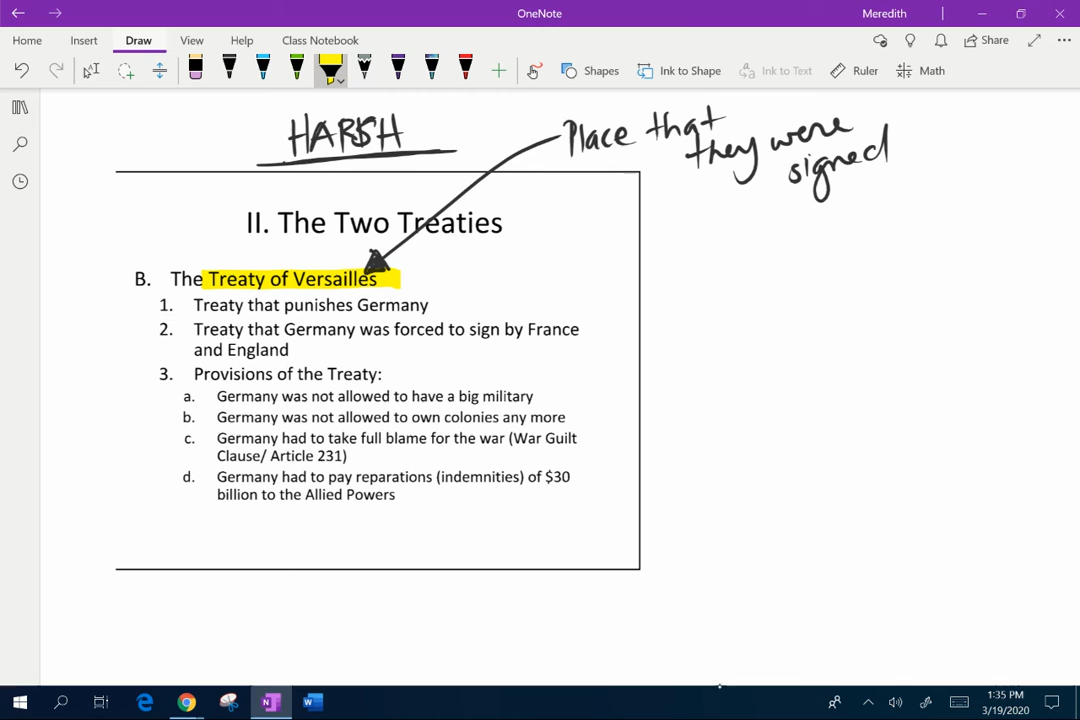 OneNote
Meredith
Home Insert Draw View Help Class Notebook
Share
Shapes Ink to Shape Ink to Text Ruler Math
HARSH
Place that
they were
signed
II. The Two Treaties
B. The Treaty of Versailles
1. Treaty that punishes Germany
2. Treaty that Germany was forced to sign by France
and England
3. Provisions of the Treaty:
a. Germany was not allowed to have a big military
b. Germany was not allowed to own colonies any more
c. Germany had to take full blame for the war (War Guilt
Clause/ Article 231)
d. Germany had to pay reparations (indemnities) of $30
billion to the Allied Powers
1:35 PM
3/19/2020